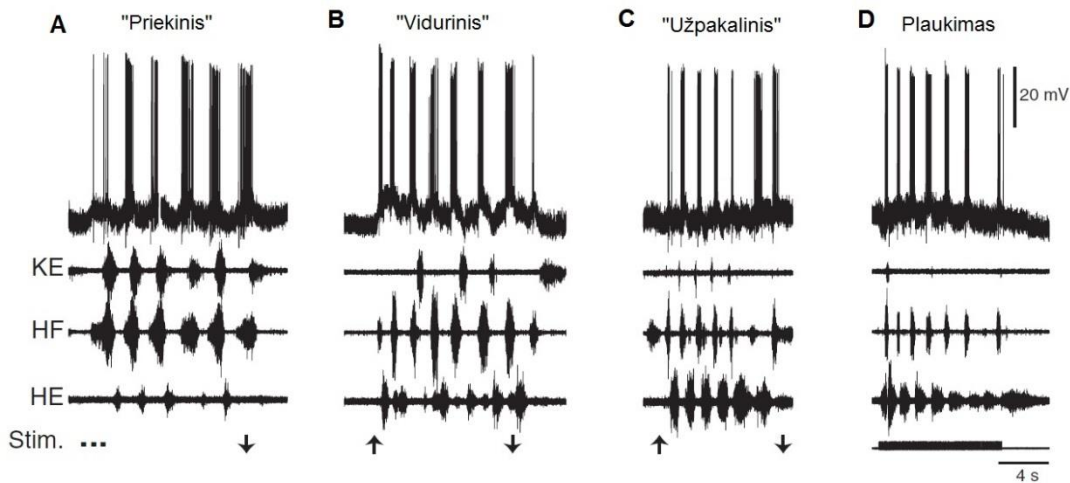 A "Priekinis" B "Vidurinis" C "Užpakalinis" D Plaukimas
20 mV
KE
HF
HE
Stim.
4 s